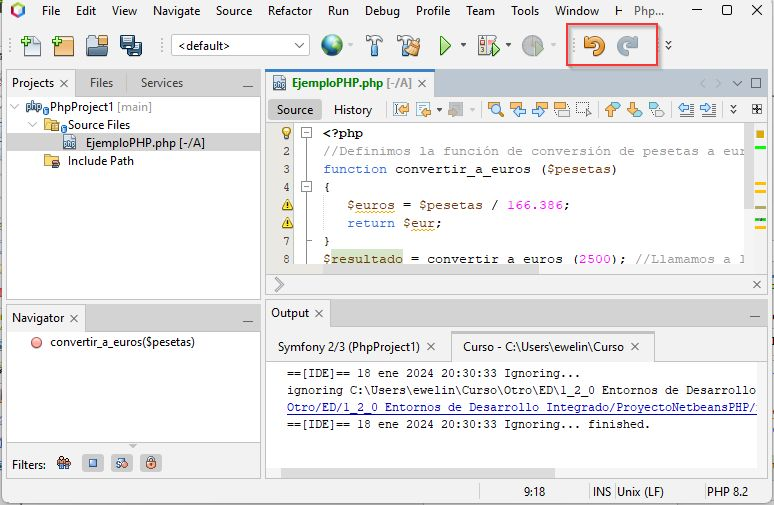 File Edit View Navigate Source Refactor Run Debug Profile Team Tools Window H Php...
<default>
Projects Files Services
PhpProject1 [main]
Source Files
EjemploPHP.php [-/A]
Include Path
EjemploPHP.php [-/A]
Source History
1 <?php
2 //Definimos la función de conversión de pesetas a eur
3 function convertir_a_euros ($pesetas)
4 {
$euros = $pesetas / 166.386;
return $eur;
7 }
8 $resultado = convertir_a_euros (2500); //Llamamos a l
Navigator
convertir_a_euros($pesetas)
Filters:
Output
Symfony 2/3 (PhpProject1) Curso - C:\Users\ewelin\Curso
==[IDE]== 18 ene 2024 20:30:33 Ignoring...
ignoring C:\Users\ewelin\Curso\Otro\ED\1_2_0 Entornos de Desarrollo
Otro/ED/1_2_0 Entornos de Desarrollo Integrado/ProyectoNetbeansPHP/
==[IDE]== 18 ene 2024 20:30:33 Ignoring... finished.
9:18 INS Unix (LF) PHP 8.2